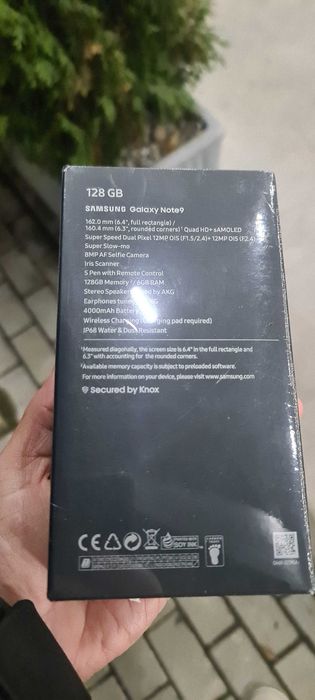 128 GB
SAMSUNG Galaxy Note9
162.0 mm (6.4", full rectangle) /
160.4 mm (6.3", rounded corners)¹ Quad HD+ sAMOLED
Super Speed Dual Pixel 12MP OIS (F1.5/2.4) + 12MP OIS (F2.4)
Super Slow-mo
8MP AF Selfie Camera
Iris Scanner
S Pen with Remote Control
128GB Memory² / 6GB RAM
Stereo Speakers by AKG
Earphones
4000mAh Battery
Wireless Charging (Charging pad required)
IP68 Water & Dust Resistant
¹Measured diagonally, the screen size is 6.4" in the full rectangle and
6.3" with accounting for the rounded corners.
²Available memory capacity is subject to preloaded software.
For more information on your device, please visit www.samsung.com
Secured by Knox
CE
SOY INK